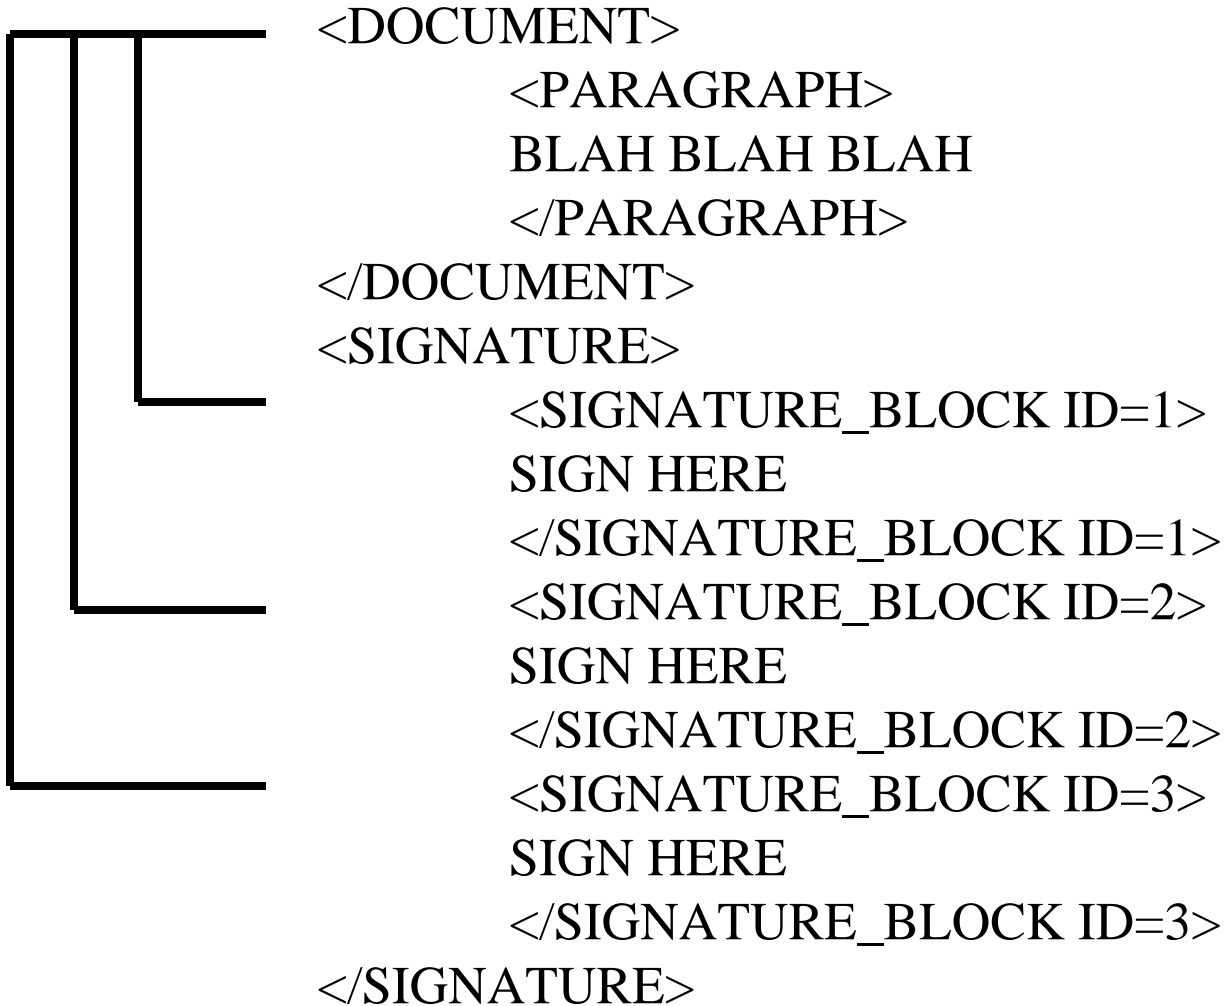 <DOCUMENT>
<PARAGRAPH>
BLAH BLAH BLAH
</PARAGRAPH>
</DOCUMENT>
<SIGNATURE>
<SIGNATURE_BLOCK ID=1>
SIGN HERE
</SIGNATURE_BLOCK ID=1>
<SIGNATURE_BLOCK ID=2>
SIGN HERE
</SIGNATURE_BLOCK ID=2>
<SIGNATURE_BLOCK ID=3>
SIGN HERE
</SIGNATURE_BLOCK ID=3>
</SIGNATURE>